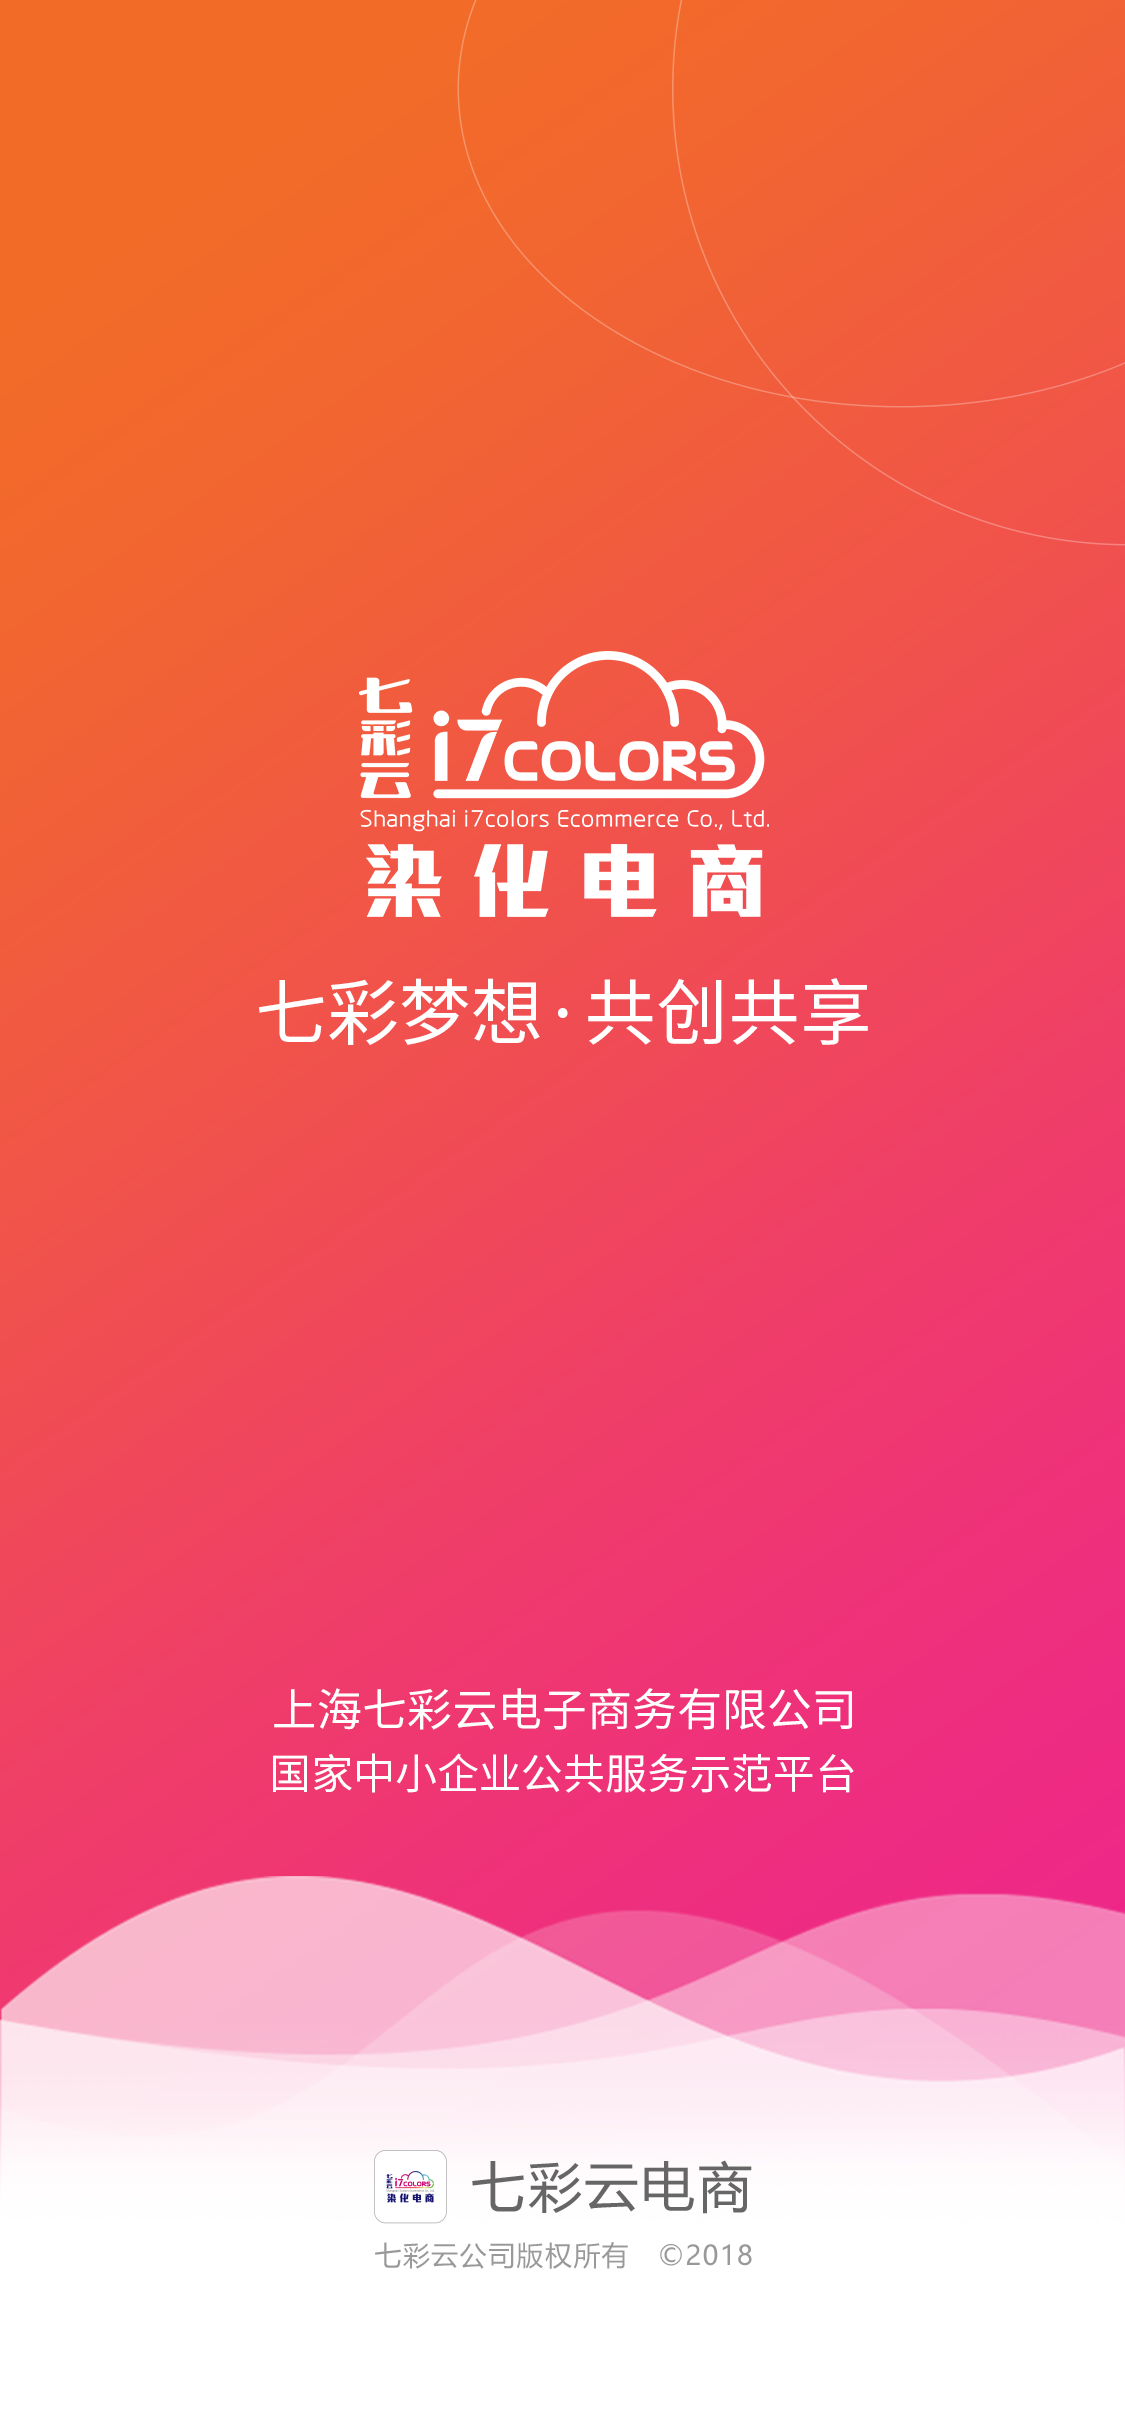 七彩云
i7COLORS
Shanghai i7colors Ecommerce Co., Ltd.
染化电商
七彩梦想·共创共享
上海七彩云电子商务有限公司
国家中小企业公共服务示范平台
七彩云
i7COLORS
染化电商
七彩云电商
七彩云公司版权所有 ©2018